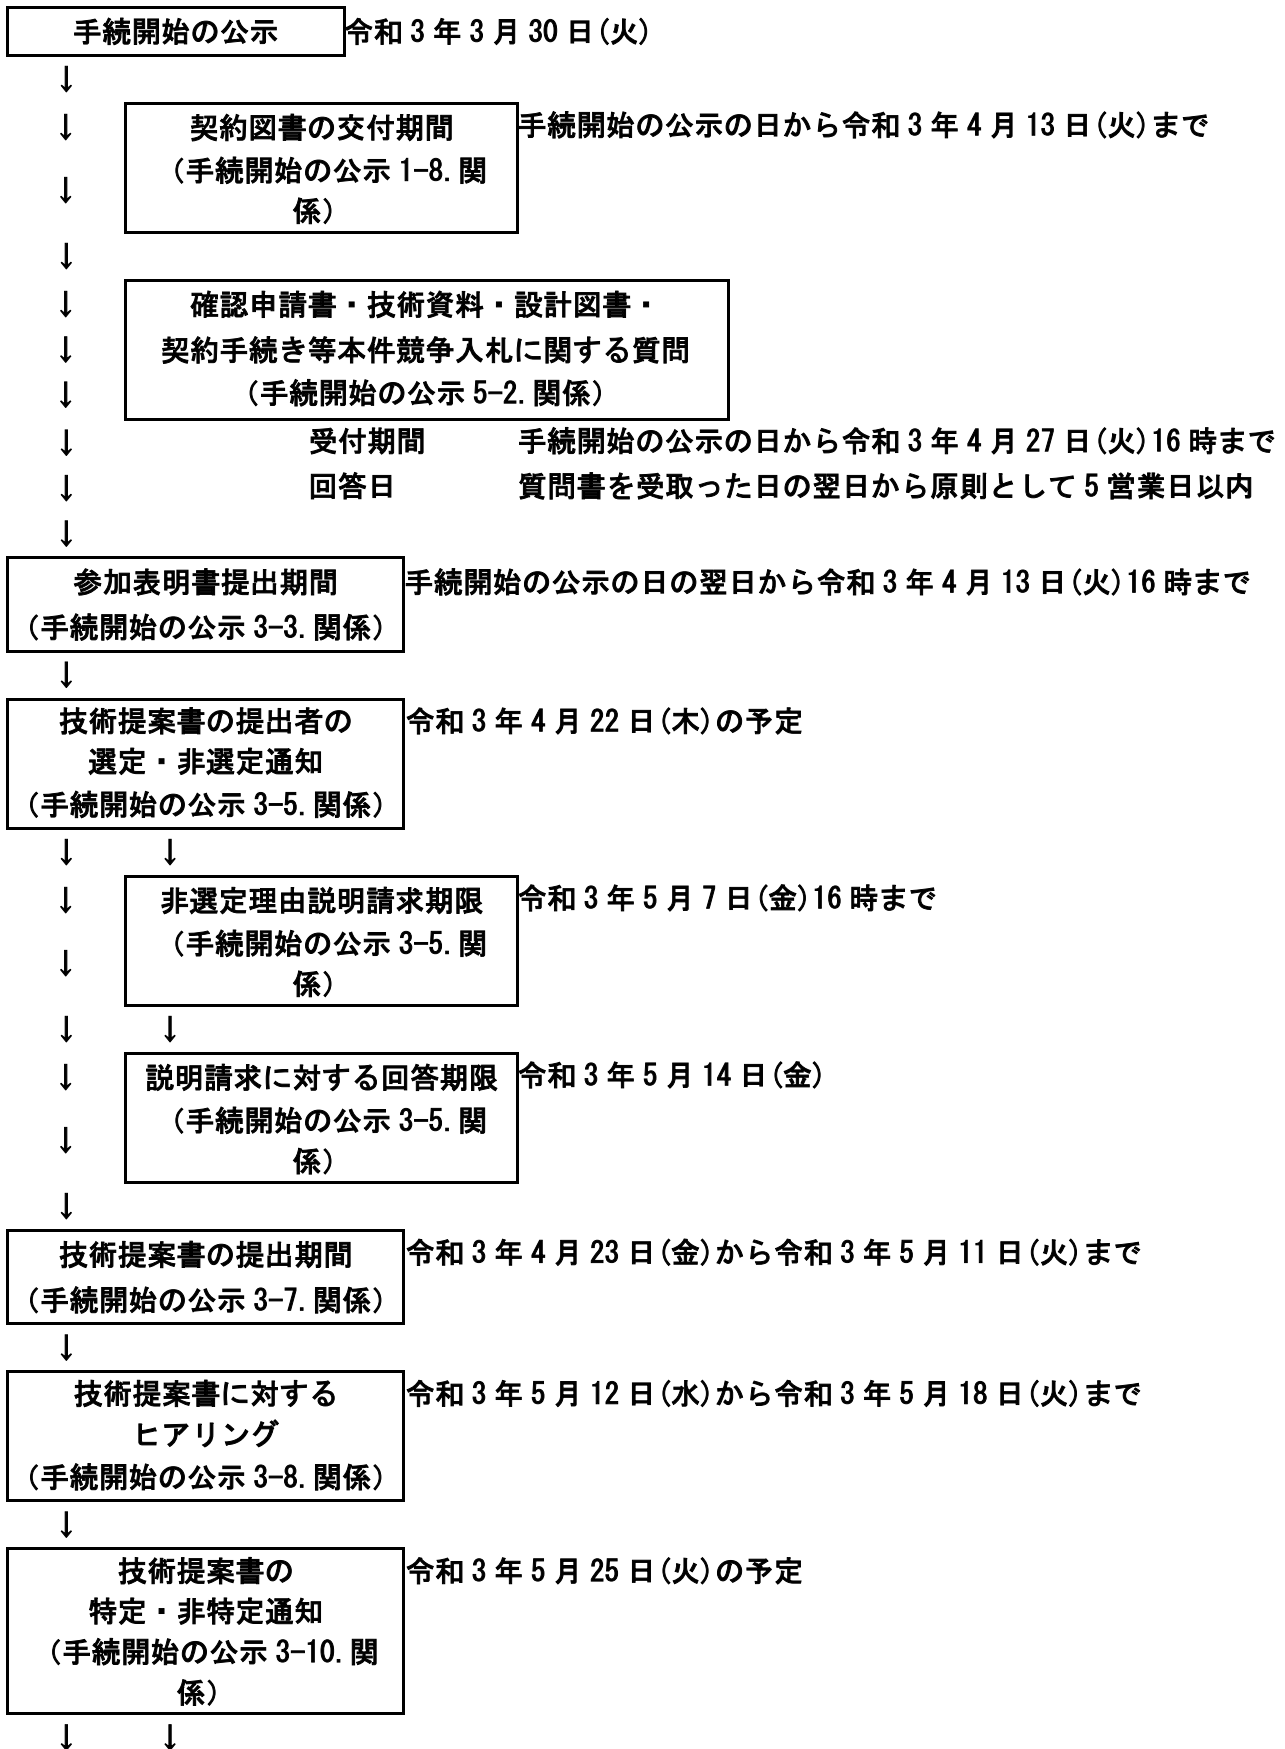 手続開始の公示 令和3年3月30日(火)
↓
↓ 契約図書の交付期間 手続開始の公示の日から令和3年4月13日(火)まで
(手続開始の公示1-8.関
↓
係)
↓
↓ 確認申請書・技術資料・設計図書・
↓ 契約手続き等本件競争入札に関する質問
↓ (手続開始の公示5-2.関係)
↓ 受付期間 手続開始の公示の日から令和3年4月27日(火)16時まで
↓ 回答日 質問書を受取った日の翌日から原則として5営業日以内
↓
参加表明書提出期間 手続開始の公示の日の翌日から令和3年4月13日(火)16時まで
(手続開始の公示3-3.関係)
↓
技術提案書の提出者の 令和3年4月22日(木)の予定
選定・非選定通知
(手続開始の公示3-5.関係)
↓ ↓
↓ 非選定理由説明請求期限 令和3年5月7日(金)16時まで
(手続開始の公示3-5.関
↓
係)
↓ ↓
↓ 説明請求に対する回答期限 令和3年5月14日(金)
(手続開始の公示3-5.関
↓
係)
↓
技術提案書の提出期間 令和3年4月23日(金)から令和3年5月11日(火)まで
(手続開始の公示3-7.関係)
↓
技術提案書に対する 令和3年5月12日(水)から令和3年5月18日(火)まで
ヒアリング
(手続開始の公示3-8.関係)
↓
技術提案書の 令和3年5月25日(火)の予定
特定・非特定通知
(手続開始の公示3-10.関
係)
↓ ↓